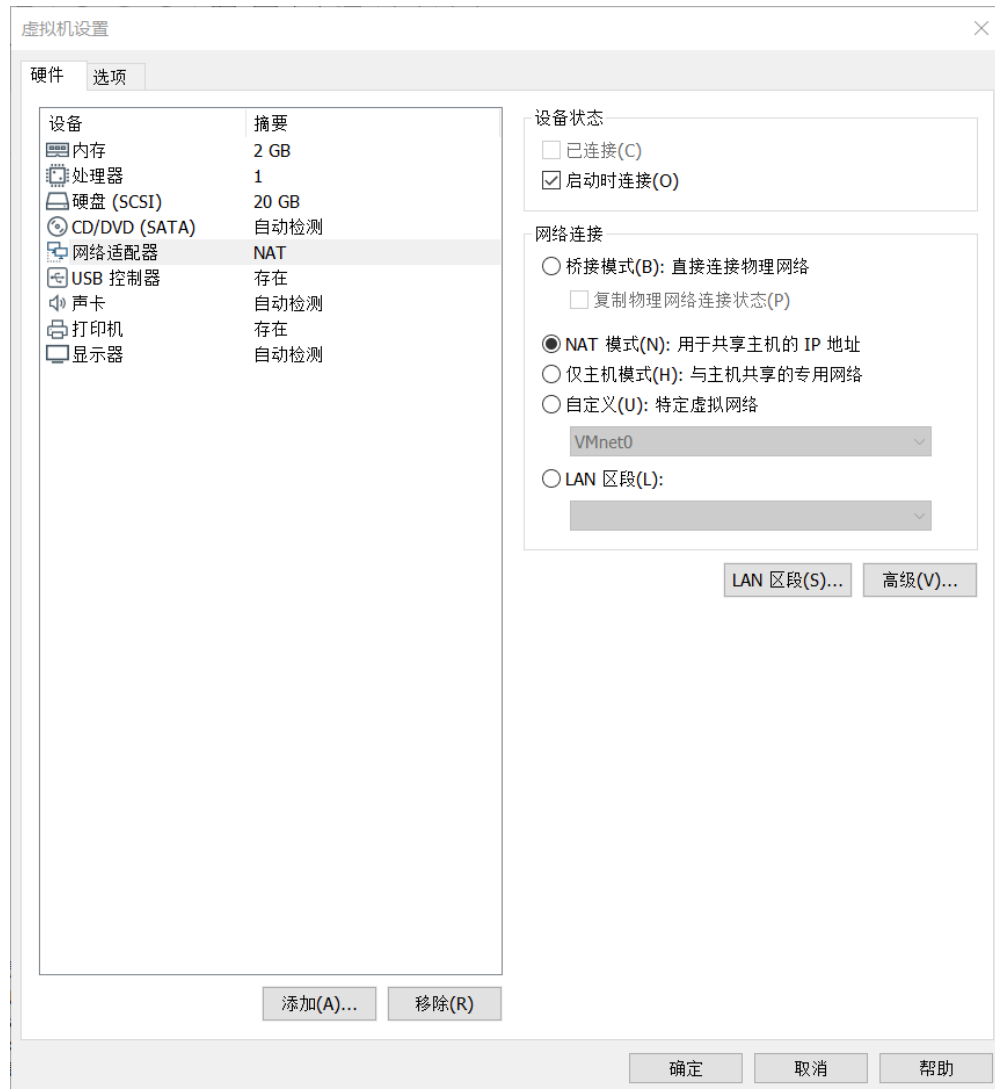 虚拟机设置
硬件 选项
设备 摘要
内存 2 GB
处理器 1
硬盘 (SCSI) 20 GB
CD/DVD (SATA) 自动检测
网络适配器 NAT
USB 控制器 存在
声卡 自动检测
打印机 存在
显示器 自动检测
添加(A)... 移除(R)
设备状态
已连接(C)
启动时连接(O)
网络连接
桥接模式(B): 直接连接物理网络
复制物理网络连接状态(P)
NAT 模式(N): 用于共享主机的 IP 地址
仅主机模式(H): 与主机共享的专用网络
自定义(U): 特定虚拟网络
VMnet0
LAN 区段(L):
LAN 区段(S)... 高级(V)...
确定 取消 帮助